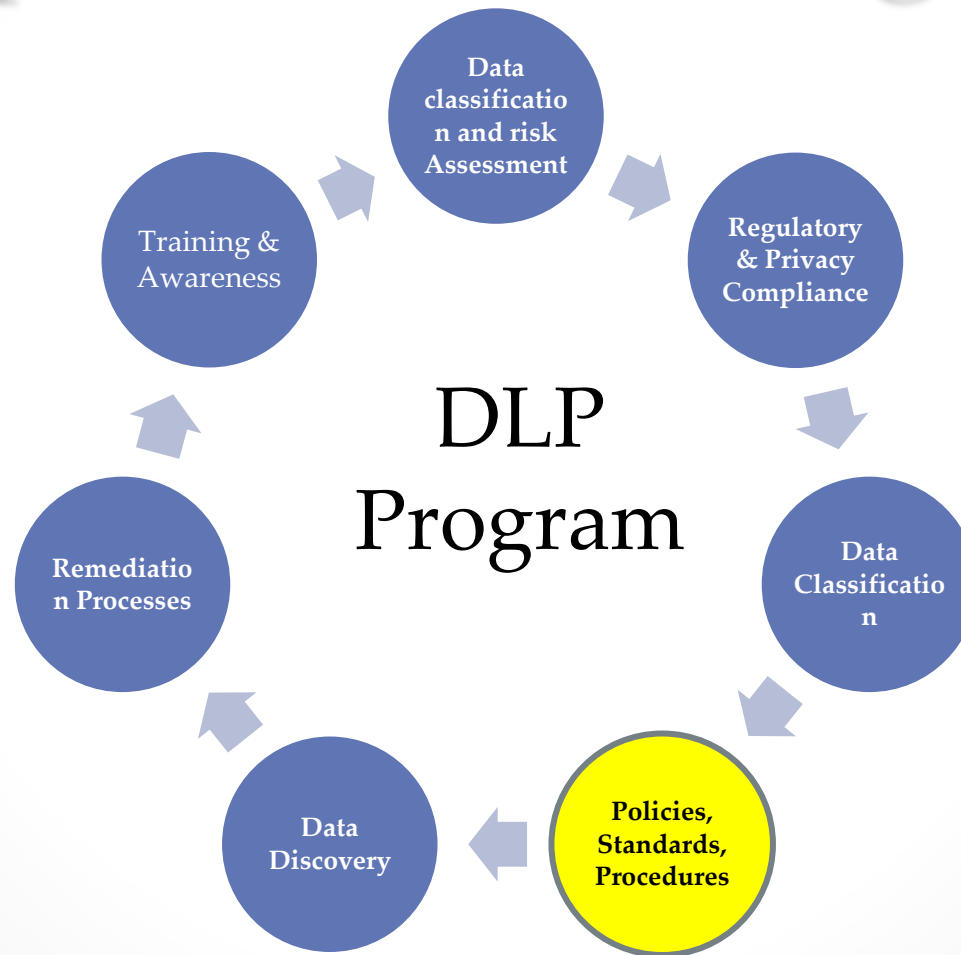 Data
classificatio
n and risk
Assessment
Regulatory
& Privacy
Compliance
Data
Classificatio
n
Policies,
Standards,
Procedures
Data
Discovery
Remediatio
n Processes
Training &
Awareness
DLP
Program